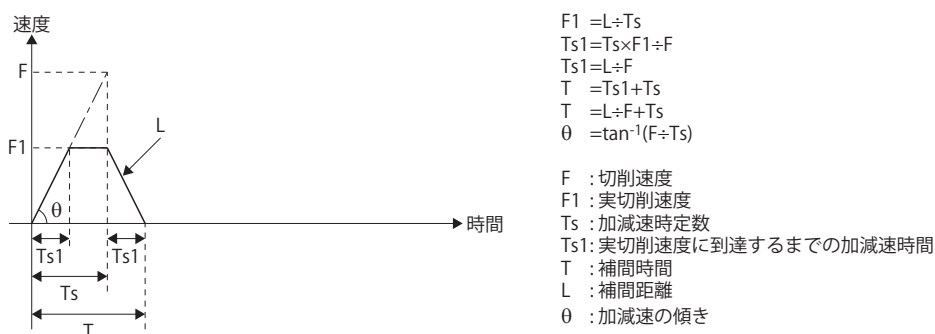 速度
F
F1
θ
L
時間
Ts1
Ts1
Ts
T
F1 =L÷Ts
Ts1=Ts×F1÷F
Ts1=L÷F
T =Ts1+Ts
T =L÷F+Ts
θ =tan⁻¹(F÷Ts)
F : 切削速度
F1 : 実切削速度
Ts : 加減速時定数
Ts1: 実切削速度に到達するまでの加減速時間
T : 補間時間
L : 補間距離
θ : 加減速の傾き